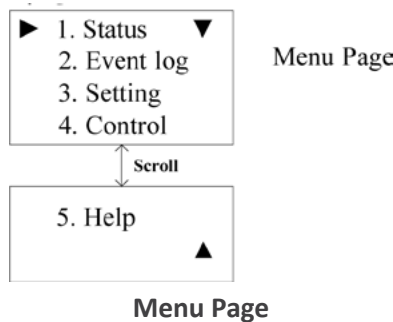 ► 1. Status ▼
2. Event log
3. Setting
4. Control
Menu Page
Scroll
5. Help
▲
Menu Page